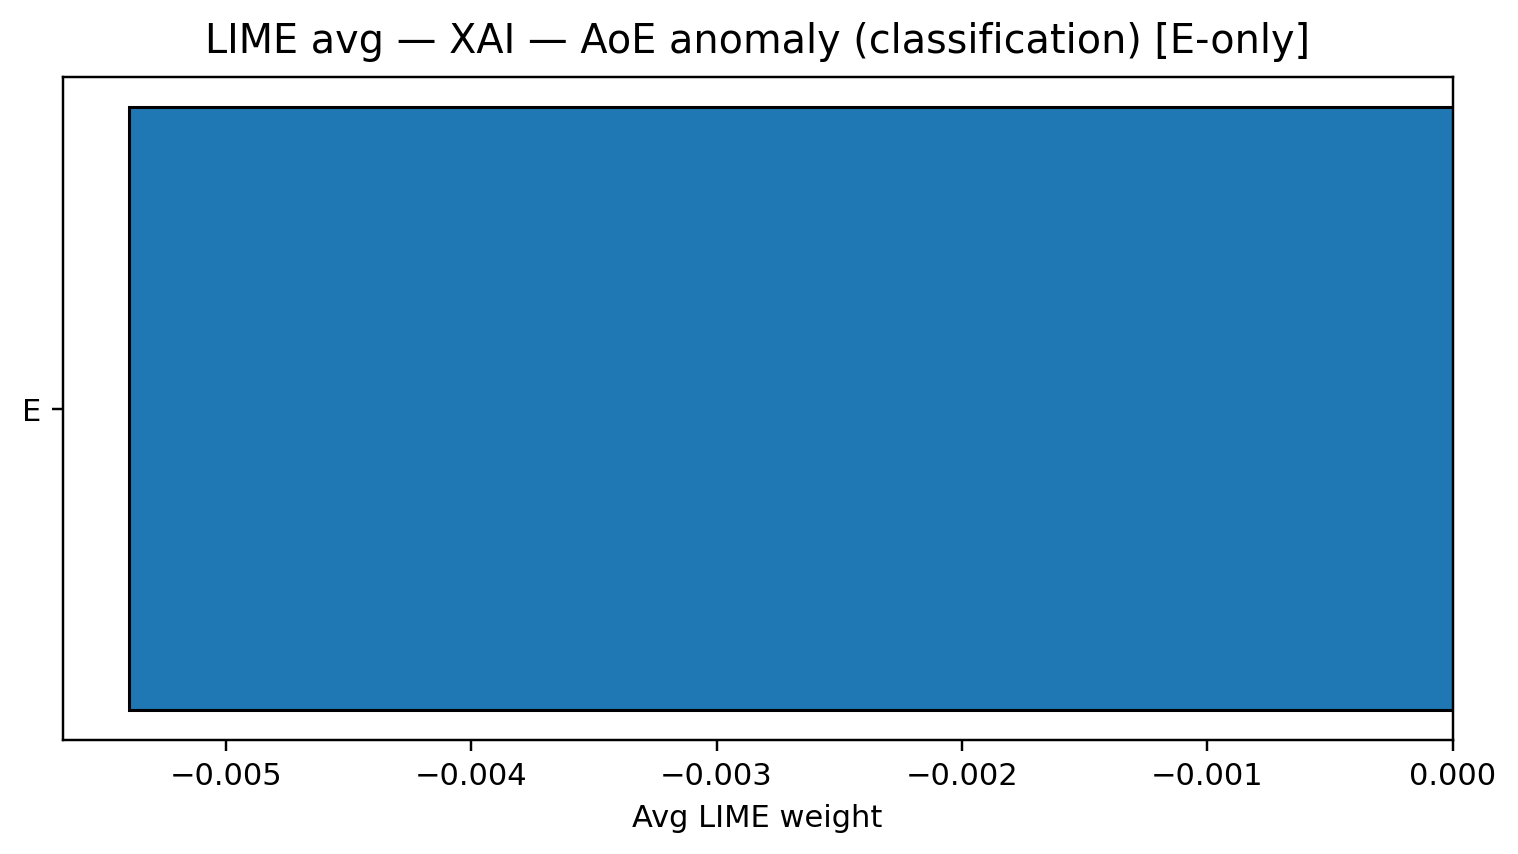 LIME avg — XAI — AoE anomaly (classification) [E-only]
E
−0.005 −0.004 −0.003 −0.002 −0.001 0.000
Avg LIME weight